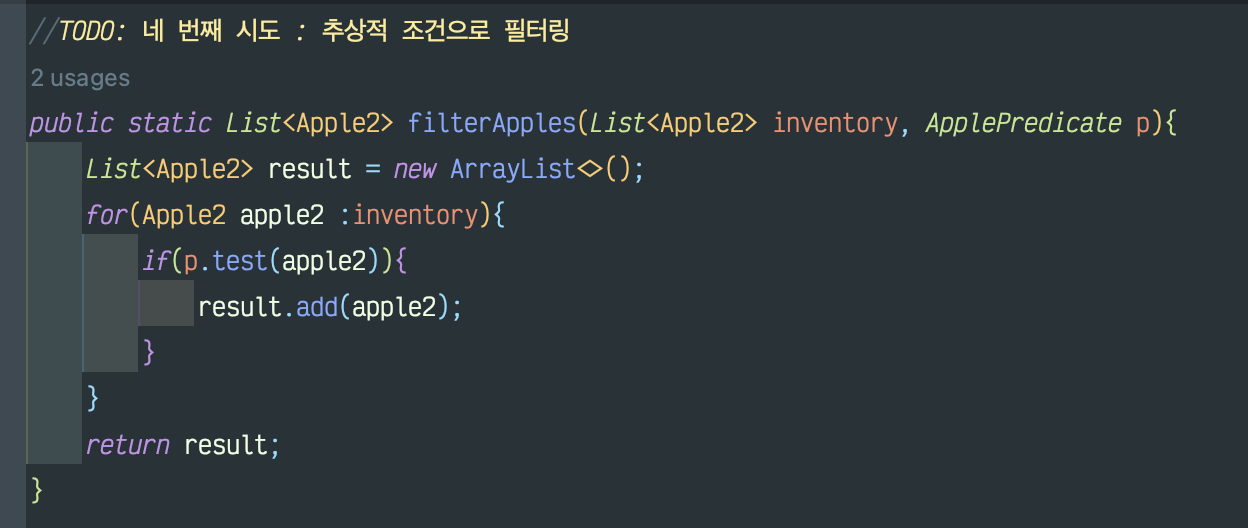 //TODO: 네 번째 시도 : 추상적 조건으로 필터링
2 usages
public static List<Apple2> filterApples(List<Apple2> inventory, ApplePredicate p){
List<Apple2> result = new ArrayList<>();
for(Apple2 apple2 :inventory){
if(p.test(apple2)){
result.add(apple2);
}
}
return result;
}